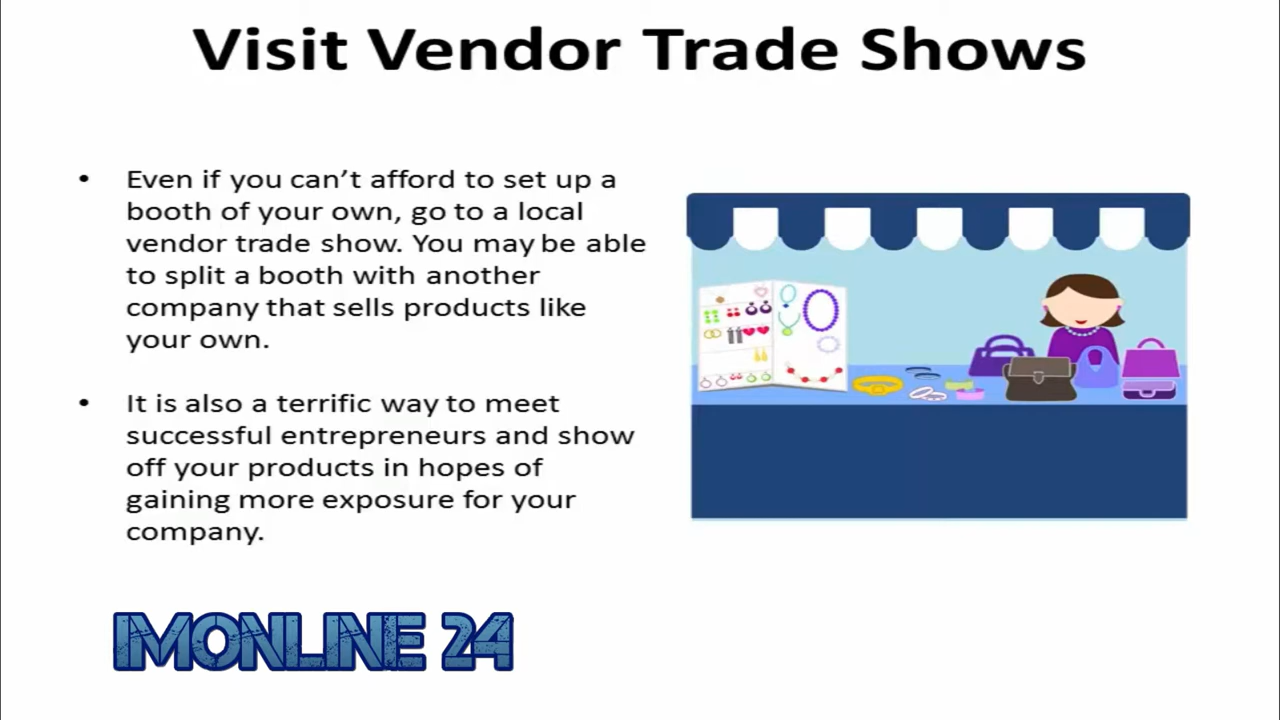 Visit Vendor Trade Shows
• Even if you can’t afford to set up a
booth of your own, go to a local
vendor trade show. You may be able
to split a booth with another
company that sells products like
your own.
• It is also a terrific way to meet
successful entrepreneurs and show
off your products in hopes of
gaining more exposure for your
company.
IMONLINE 24